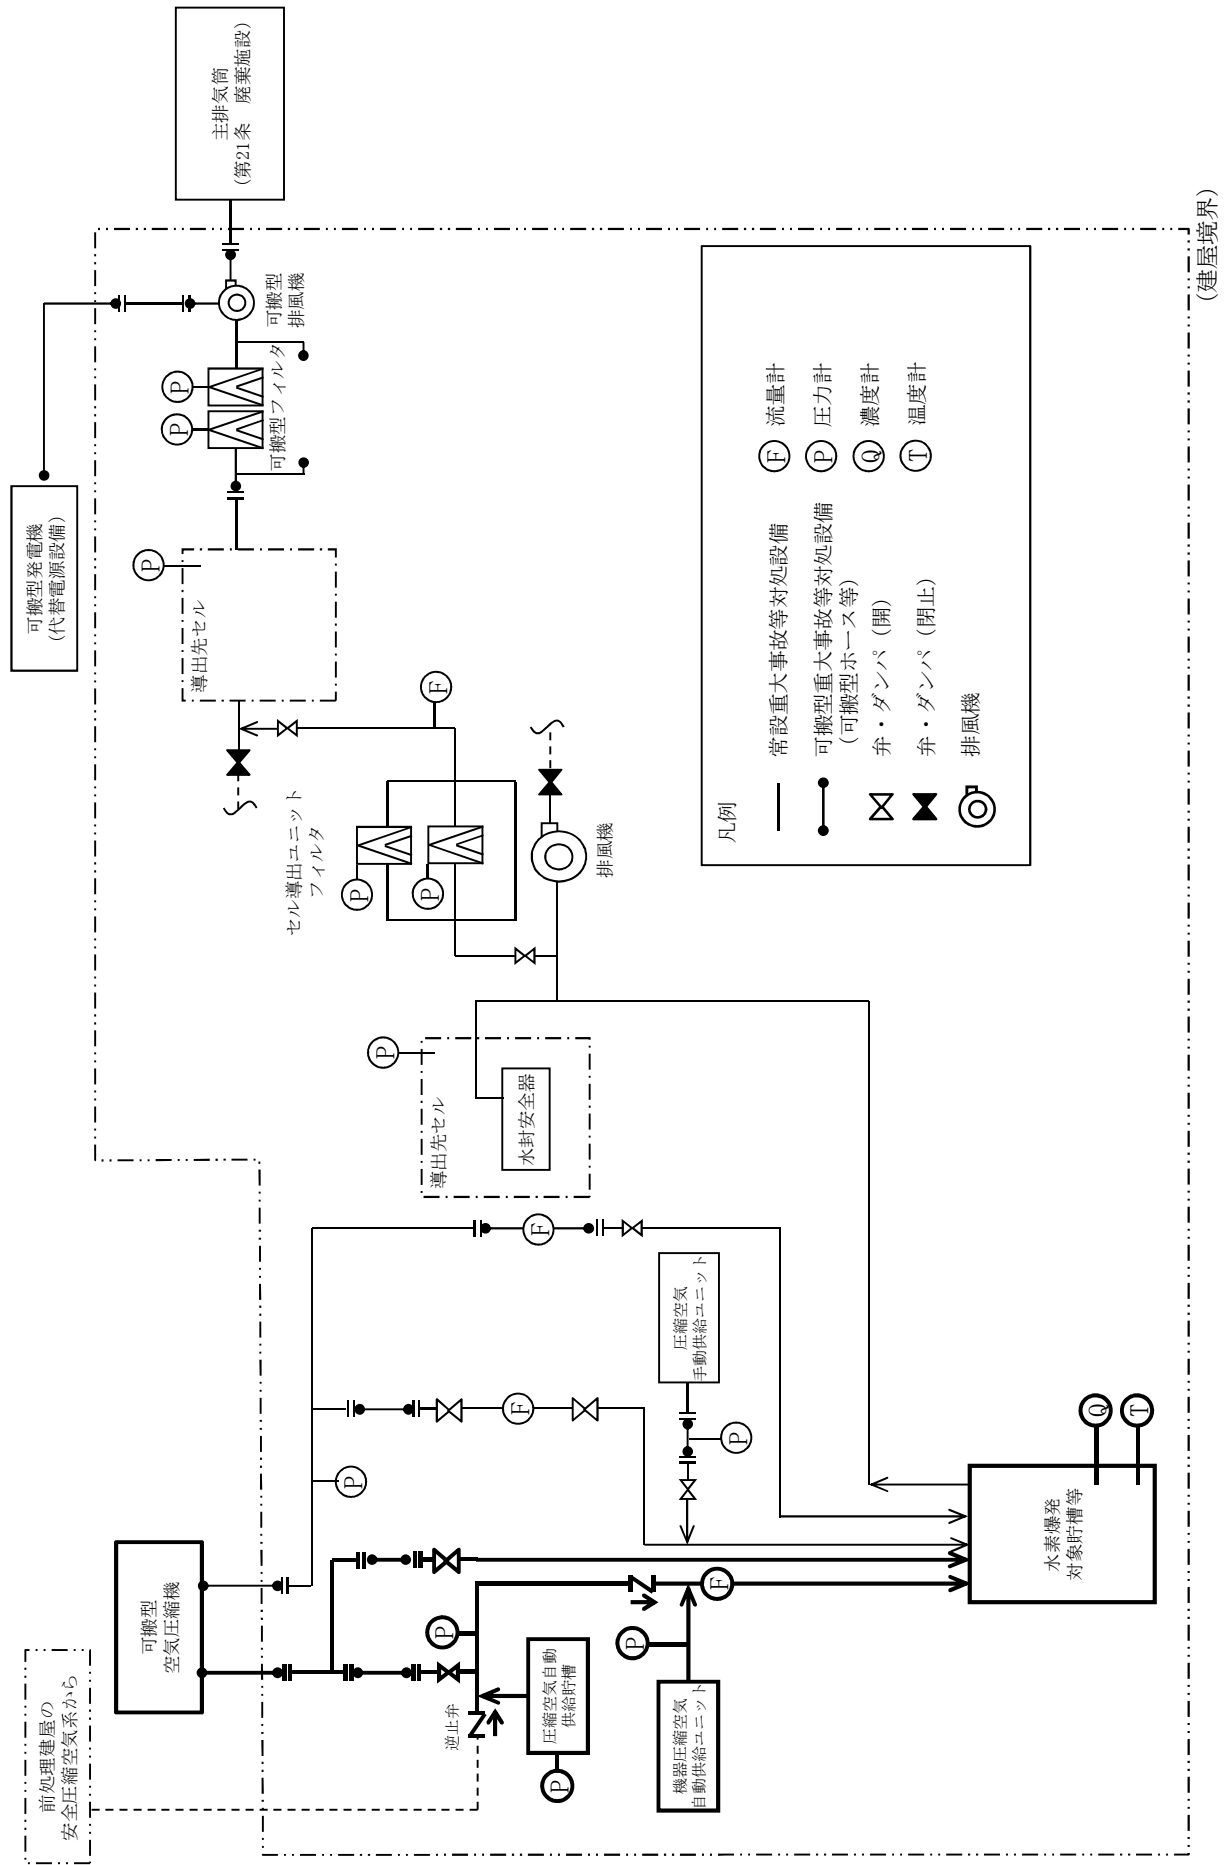 前処理建屋の
安全圧縮空気系から
可搬型
空気圧縮機
逆止弁
P
圧縮空気自動
供給貯槽
P
P
機器圧縮空気
自動供給ユニット
F
P
F
圧縮空気
手動供給ユニット
P
F
水素爆発
対象貯槽等
Q
T
導出先セル
水封安全器
P
セル導出ユニット
フィルタ
P
P
排風機
F
導出先セル
P
可搬型発電機
(代替電源設備)
可搬型フィルタ
P
P
可搬型
排風機
主排気筒
(第21条 廃棄施設)
(建屋境界)
凡例
常設重大事故等対処設備
可搬型重大事故等対処設備
(可搬型ホース等)
弁・ダンパ (開)
弁・ダンパ (閉止)
排風機
F 流量計
P 圧力計
Q 濃度計
T 温度計